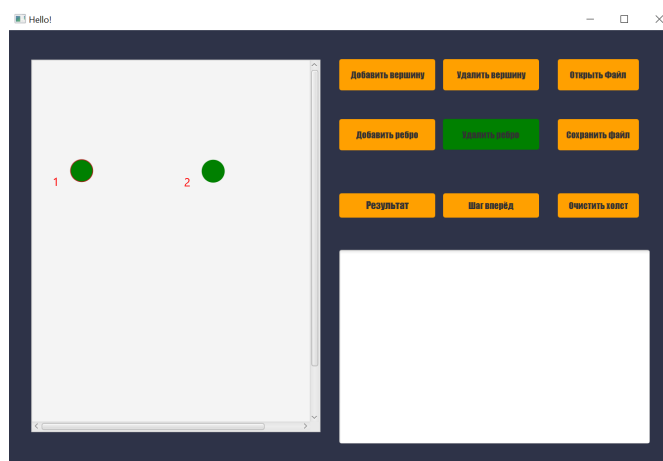 Hello!
Добавить вершину
Удалить вершину
Открыть Файл
Добавить ребро
Удалить ребро
Сохранить файл
1
2
Результат
Шаг вперёд
Очистить холст